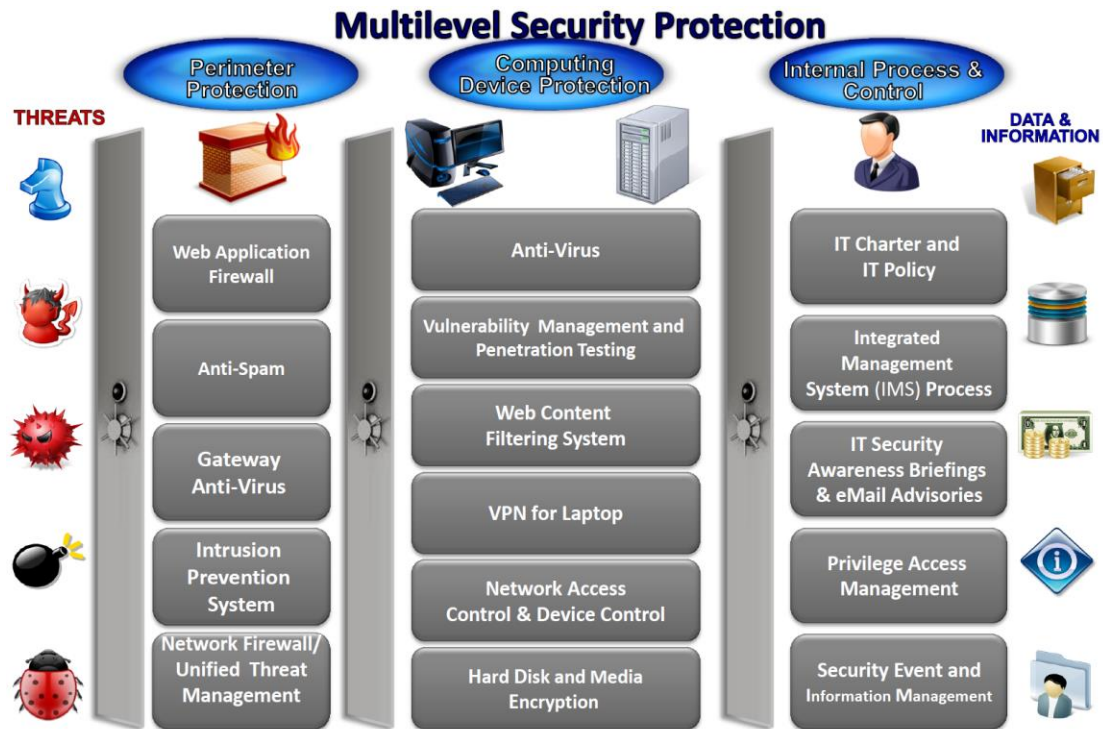 Multilevel Security Protection
Perimeter
Protection
Computing
Device Protection
Internal Process &
Control
THREATS
DATA &
INFORMATION
Web Application
Firewall
Anti-Spam
Gateway
Anti-Virus
Intrusion
Prevention
System
Network Firewall/
Unified Threat
Management
Anti-Virus
Vulnerability Management and
Penetration Testing
Web Content
Filtering System
VPN for Laptop
Network Access
Control & Device Control
Hard Disk and Media
Encryption
IT Charter and
IT Policy
Integrated
Management
System (IMS) Process
IT Security
Awareness Briefings
& eMail Advisories
Privilege Access
Management
Security Event and
Information Management